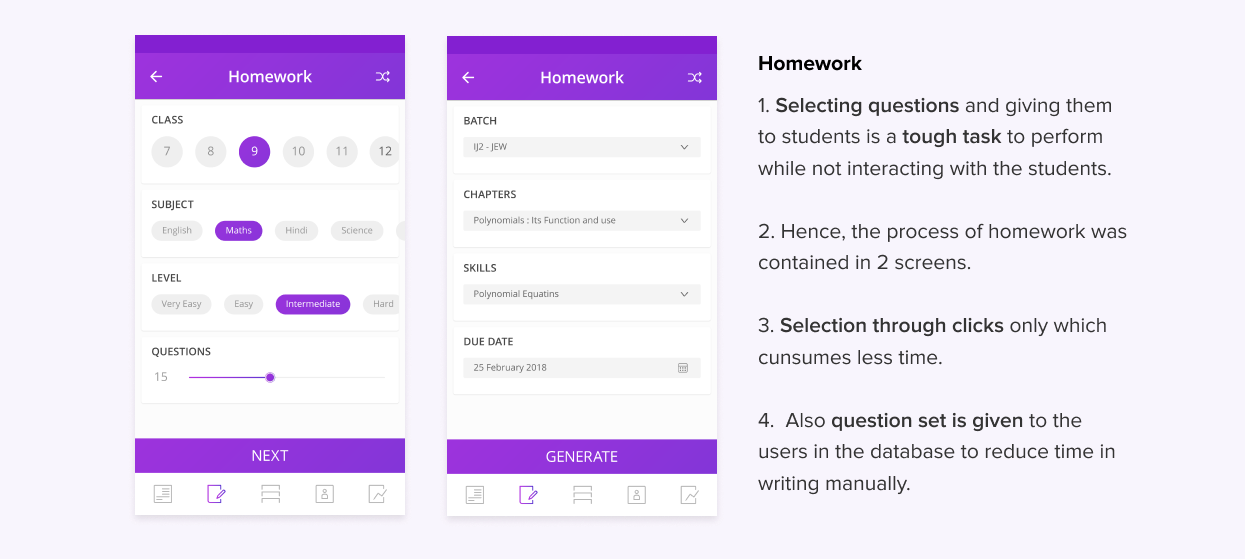 Homework
CLASS
7 8 9 10 11 12
SUBJECT
English Maths Hindi Science
LEVEL
Very Easy Easy Intermediate Hard
QUESTIONS
15
NEXT
Homework
BATCH
IJ2 - JEW
CHAPTERS
Polynomials : Its Function and use
SKILLS
Polynomial Equatins
DUE DATE
25 February 2018
GENERATE
Homework
1. Selecting questions and giving them
to students is a tough task to perform
while not interacting with the students.
2. Hence, the process of homework was
contained in 2 screens.
3. Selection through clicks only which
cunsumes less time.
4. Also question set is given to the
users in the database to reduce time in
writing manually.